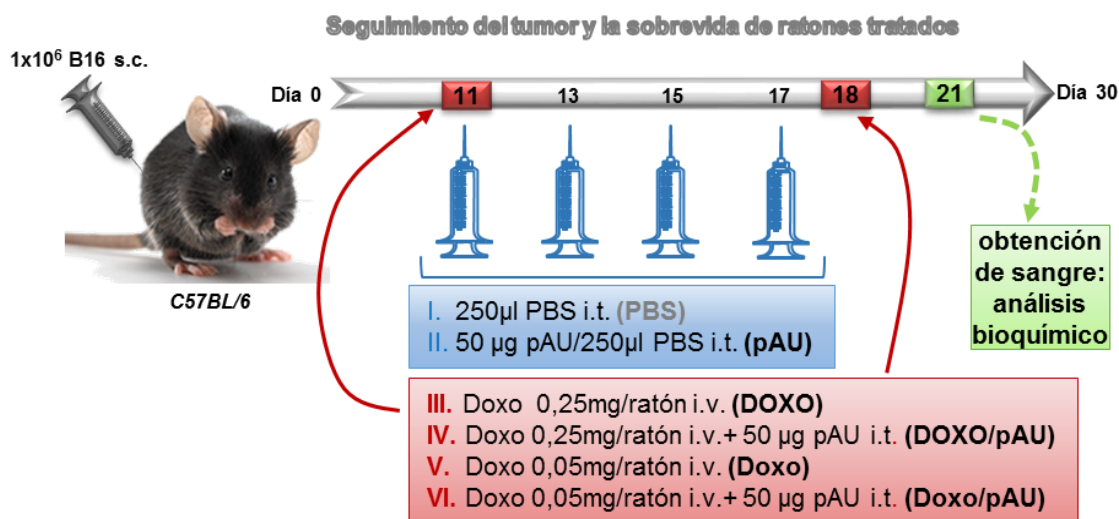 Seguimiento del tumor y la sobrevida de ratones tratados
1x10⁶ B16 s.c.
Día 0
11
13
15
17
18
21
Día 30
C57BL/6
obtención
de sangre:
análisis
bioquímico
I. 250µl PBS i.t. (PBS)
II. 50 µg pAU/250µl PBS i.t. (pAU)
III. Doxo 0,25mg/ratón i.v. (DOXO)
IV. Doxo 0,25mg/ratón i.v.+ 50 µg pAU i.t. (DOXO/pAU)
V. Doxo 0,05mg/ratón i.v. (Doxo)
VI. Doxo 0,05mg/ratón i.v.+ 50 µg pAU i.t. (Doxo/pAU)